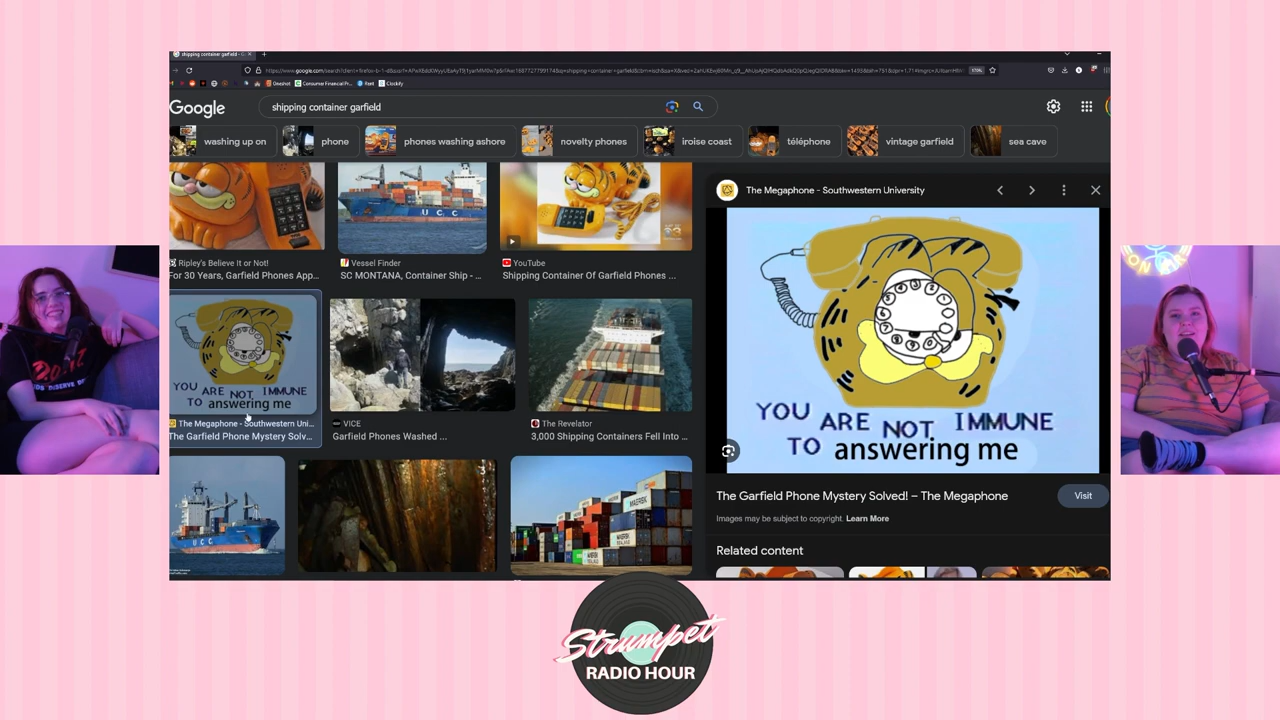 shipping container garfield
Google
shipping container garfield
washing up on
phone
phones washing ashore
novelty phones
iroise coast
téléphone
vintage garfield
sea cave
UCC
Ripley's Believe It or Not!
For 30 Years, Garfield Phones App...
Vessel Finder
SC MONTANA, Container Ship - ...
YouTube
Shipping Container Of Garfield Phones ...
The Megaphone - Southwestern University
YOU ARE NOT IMMUNE
TO answering me
The Megaphone - Southwestern Uni...
The Garfield Phone Mystery Solv...
VICE
Garfield Phones Washed ...
The Revelator
3,000 Shipping Containers Fell Into ...
YOU ARE NOT IMMUNE
TO answering me
The Garfield Phone Mystery Solved! – The Megaphone
Visit
Images may be subject to copyright. Learn More
Related content
UCC
Strumpet
RADIO HOUR